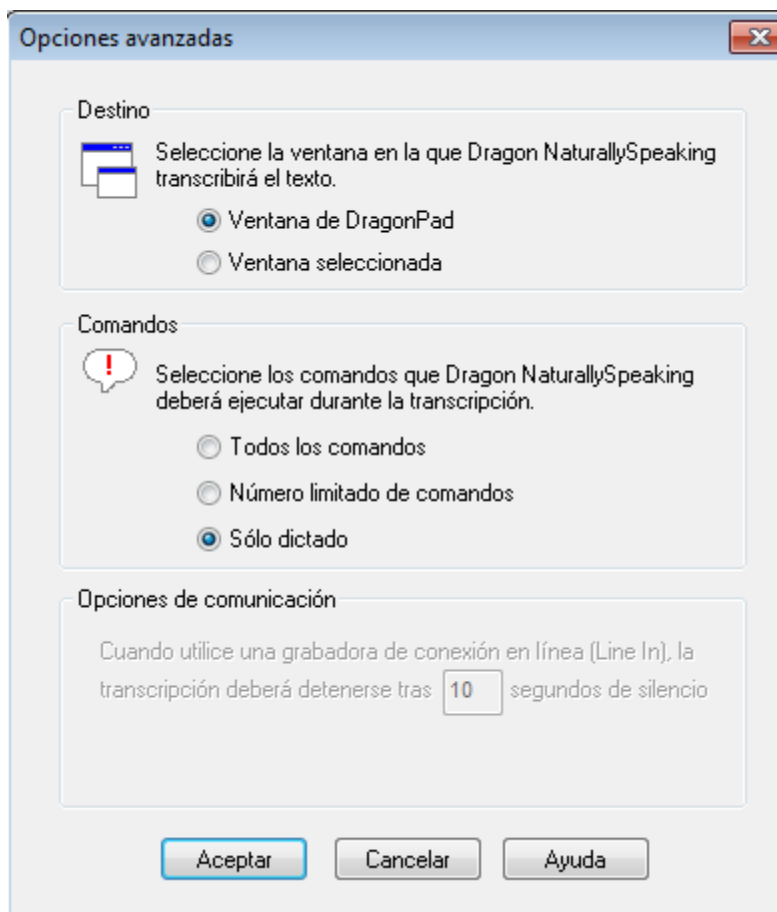 Opciones avanzadas
Destino
Seleccione la ventana en la que Dragon NaturallySpeaking
transcribirá el texto.
Ventana de DragonPad
Ventana seleccionada
Comandos
Seleccione los comandos que Dragon NaturallySpeaking
deberá ejecutar durante la transcripción.
Todos los comandos
Número limitado de comandos
Sólo dictado
Opciones de comunicación
Cuando utilice una grabadora de conexión en línea (Line In), la
transcripción deberá detenerse tras 10 segundos de silencio
Aceptar Cancelar Ayuda